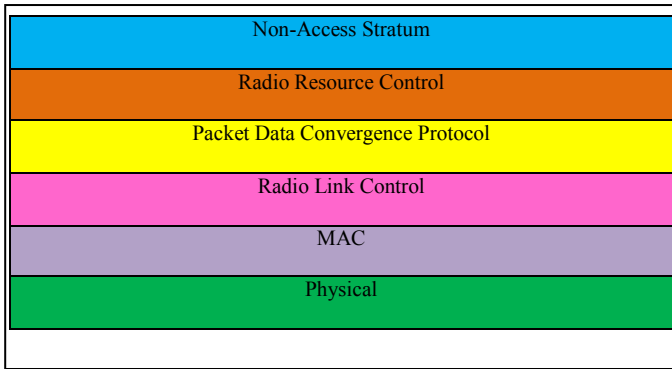 Non-Access Stratum
Radio Resource Control
Packet Data Convergence Protocol
Radio Link Control
MAC
Physical